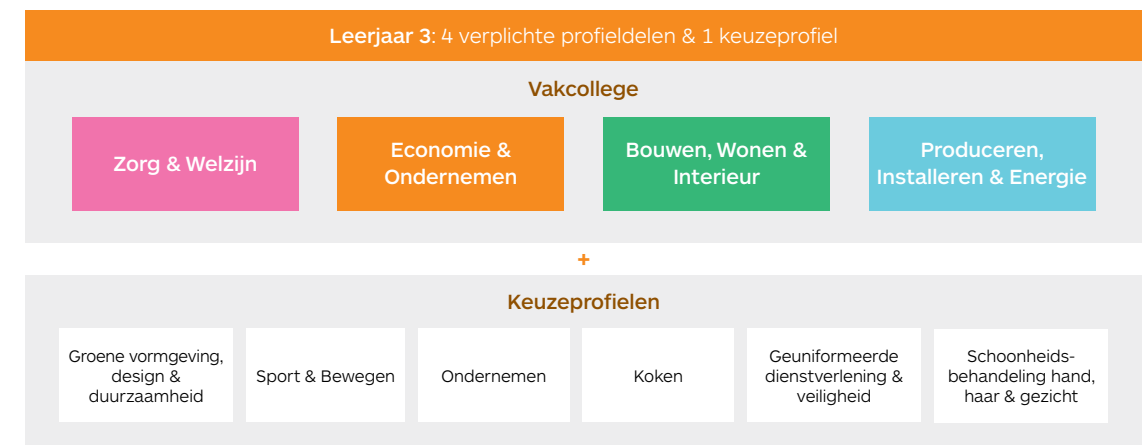 Leerjaar 3: 4 verplichte profieldelen & 1 keuzeprofiel
Vakcollege
Zorg & Welzijn
Economie &
Ondernemen
Bouwen, Wonen &
Interieur
Produceren,
Installeren & Energie
+
Keuzeprofielen
Groene vormgeving,
design &
duurzaamheid
Sport & Bewegen
Ondernemen
Koken
Geuniformeerde
dienstverlening &
veiligheid
Schoonheids-
behandeling hand,
haar & gezicht